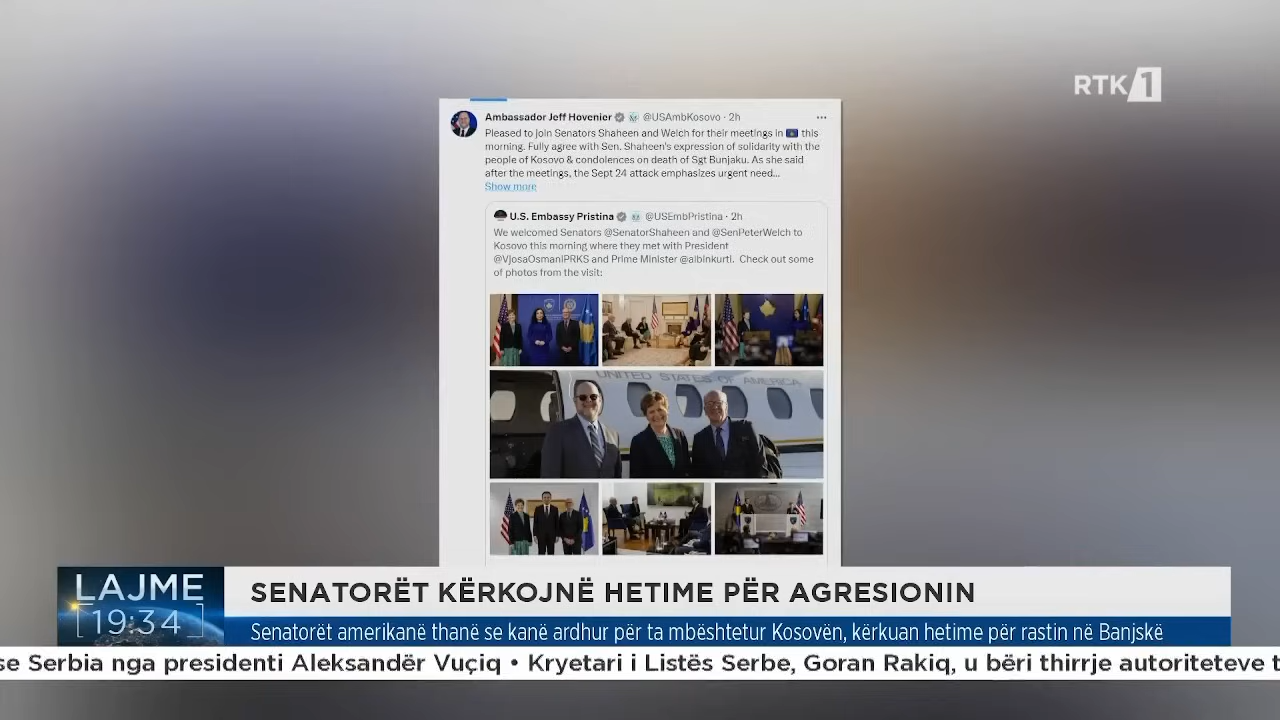 RTK 1
Ambassador Jeff Hovenier @USAmbKosovo · 2h
Pleased to join Senators Shaheen and Welch for their meetings in this
morning. Fully agree with Sen. Shaheen's expression of solidarity with the
people of Kosovo & condolences on death of Sgt Bunjaku. As she said
after the meetings, the Sept 24 attack emphasizes urgent need...
Show more
U.S. Embassy Pristina @USEmbPristina · 2h
We welcomed Senators @SenatorShaheen and @SenPeterWelch to
Kosovo this morning where they met with President
@VjosaOsmaniPRKS and Prime Minister @albinkurti. Check out some
of photos from the visit:
UNITED STATES OF AMERICA
LAJME
19:34
SENATORËT KËRKOJNË HETIME PËR AGRESIONIN
Senatorët amerikanë thanë se kanë ardhur për ta mbështetur Kosovën, kërkuan hetime për rastin në Banjskë
se Serbia nga presidenti Aleksandër Vuçiq • Kryetari i Listës Serbe, Goran Rakiq, u bëri thirrje autoriteteve t